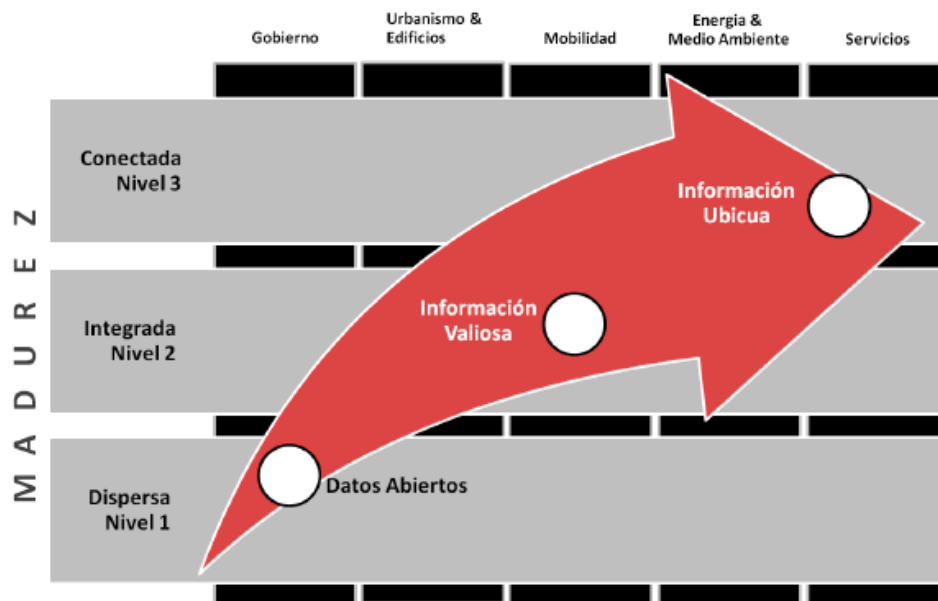 Gobierno
Urbanismo &
Edificios
Mobilidad
Energia &
Medio Ambiente
Servicios
MADUREZ
Conectada
Nivel 3
Información
Ubicua
Integrada
Nivel 2
Información
Valiosa
Dispersa
Nivel 1
Datos Abiertos